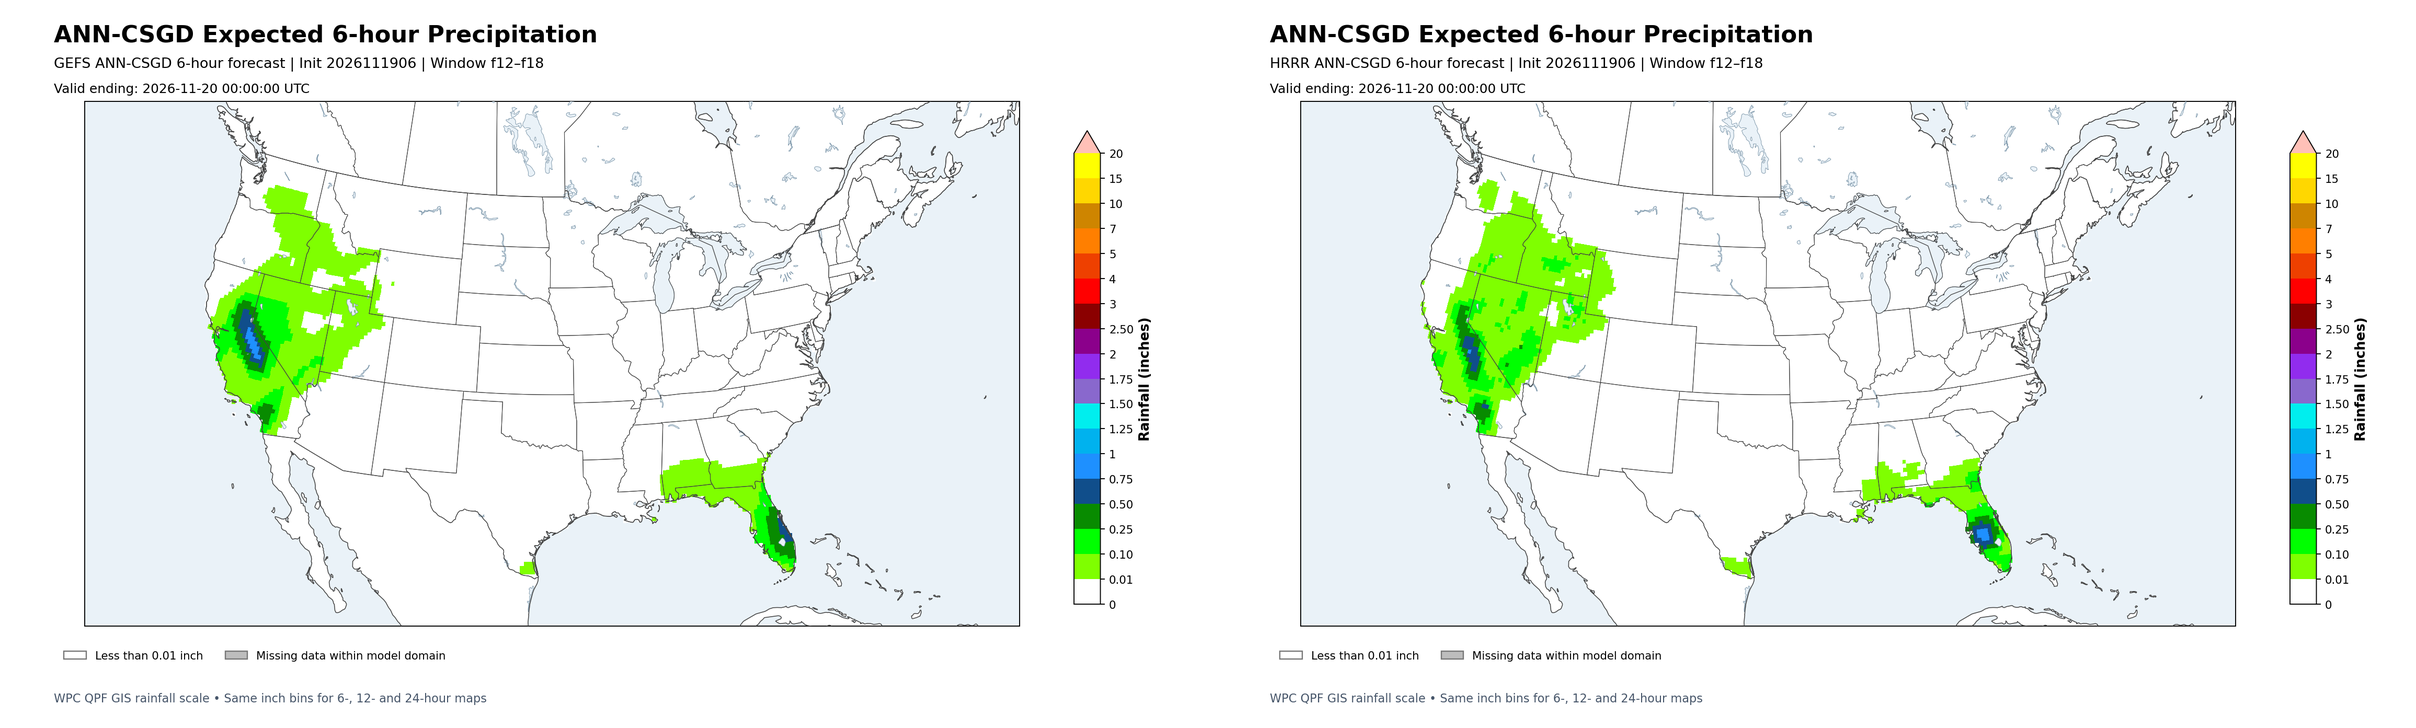 ANN-CSGD Expected 6-hour Precipitation
GEFS ANN-CSGD 6-hour forecast | Init 2026111906 | Window f12–f18
Valid ending: 2026-11-20 00:00:00 UTC
20
15
10
7
5
4
3
2.50
2
1.75
1.50
1.25
1
0.75
0.50
0.25
0.10
0.01
0
Rainfall (inches)
Less than 0.01 inch
Missing data within model domain
WPC QPF GIS rainfall scale • Same inch bins for 6-, 12- and 24-hour maps
ANN-CSGD Expected 6-hour Precipitation
HRRR ANN-CSGD 6-hour forecast | Init 2026111906 | Window f12–f18
Valid ending: 2026-11-20 00:00:00 UTC
20
15
10
7
5
4
3
2.50
2
1.75
1.50
1.25
1
0.75
0.50
0.25
0.10
0.01
0
Rainfall (inches)
Less than 0.01 inch
Missing data within model domain
WPC QPF GIS rainfall scale • Same inch bins for 6-, 12- and 24-hour maps